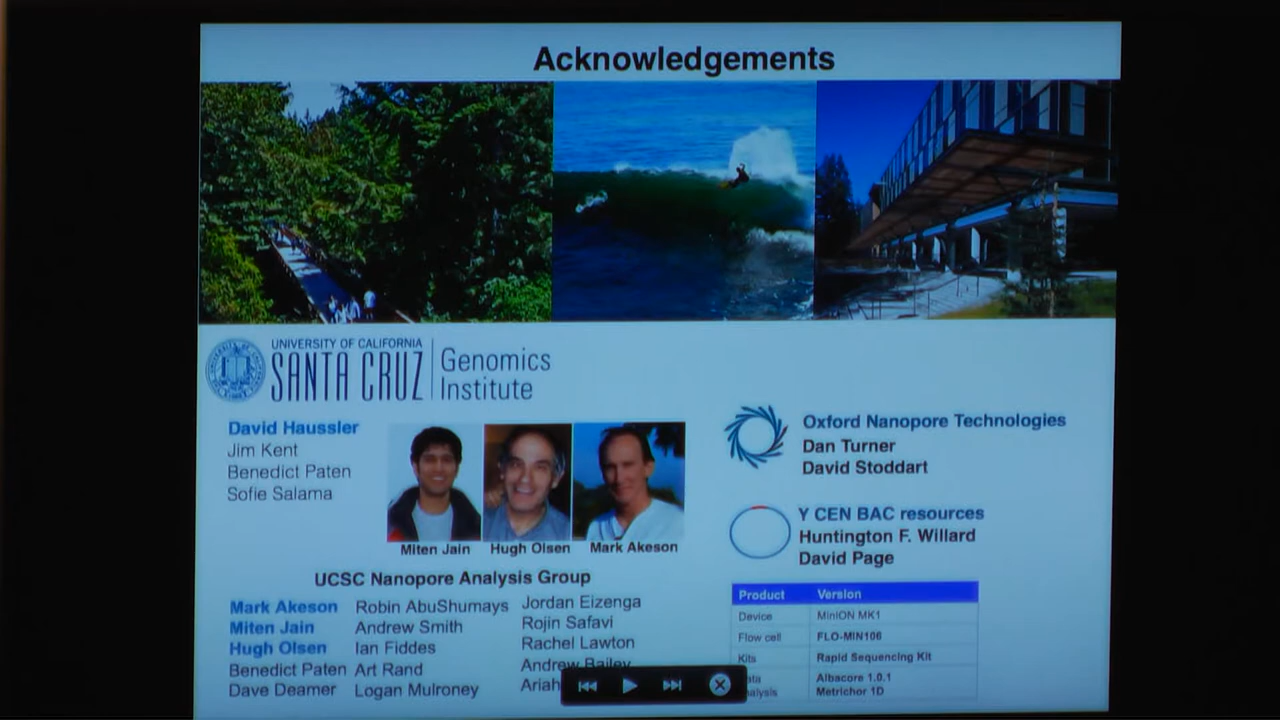 Acknowledgements
UNIVERSITY OF CALIFORNIA
SANTA CRUZ
Genomics
Institute
David Haussler
Jim Kent
Benedict Paten
Sofie Salama
Miten Jain
Hugh Olsen
Mark Akeson
Oxford Nanopore Technologies
Dan Turner
David Stoddart
Y CEN BAC resources
Huntington F. Willard
David Page
UCSC Nanopore Analysis Group
Mark Akeson
Miten Jain
Hugh Olsen
Benedict Paten
Dave Deamer
Robin AbuShumays
Andrew Smith
Ian Fiddes
Art Rand
Logan Mulroney
Jordan Eizenga
Rojin Safavi
Rachel Lawton
Andrew Bailey
Ariah
Product Version
Device MinION MK1
Flow cell FLO-MIN106
Kits Rapid Sequencing Kit
Albacore 1.0.1
Metrichor 1D